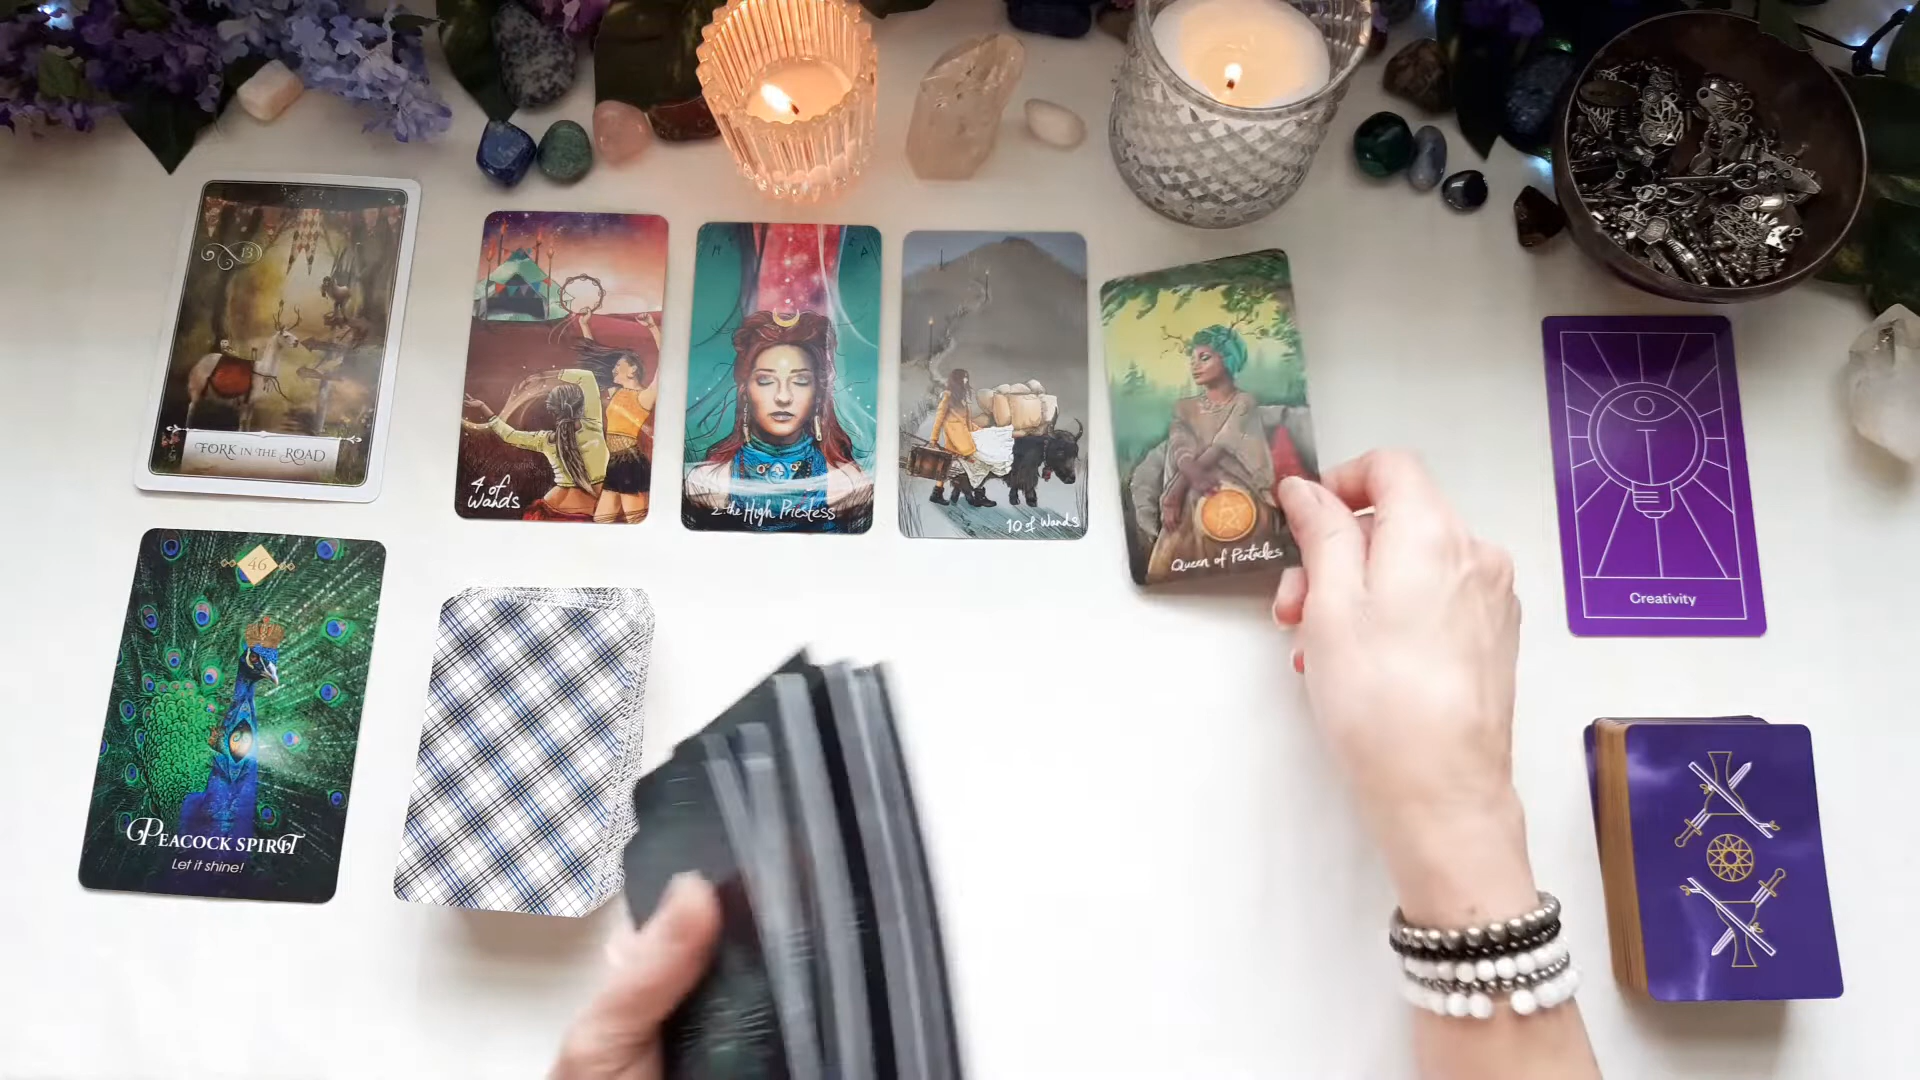 13
FORK IN THE ROAD
4 of
Wands
2 the High Priestess
10 of Wands
Queen of Pentacles
Creativity
46
PEACOCK SPIRIT
Let it shine!